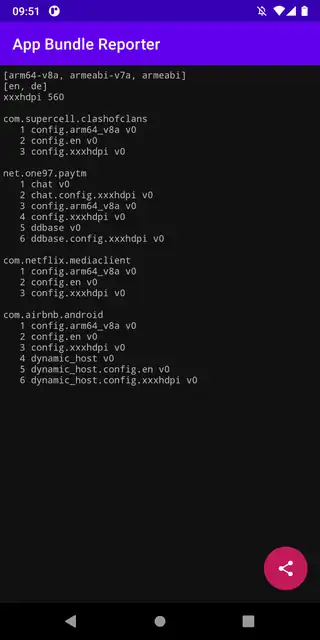 09:51
App Bundle Reporter
[arm64-v8a, armeabi-v7a, armeabi]
[en, de]
xxxhdpi 560
com.supercell.clashofclans
1 config.arm64_v8a v0
2 config.en v0
3 config.xxxhdpi v0
net.one97.paytm
1 chat v0
2 chat.config.xxxhdpi v0
3 config.arm64_v8a v0
4 config.xxxhdpi v0
5 ddbase v0
6 ddbase.config.xxxhdpi v0
com.netflix.mediaclient
1 config.arm64_v8a v0
2 config.en v0
3 config.xxxhdpi v0
com.airbnb.android
1 config.arm64_v8a v0
2 config.en v0
3 config.xxxhdpi v0
4 dynamic_host v0
5 dynamic_host.config.en v0
6 dynamic_host.config.xxxhdpi v0